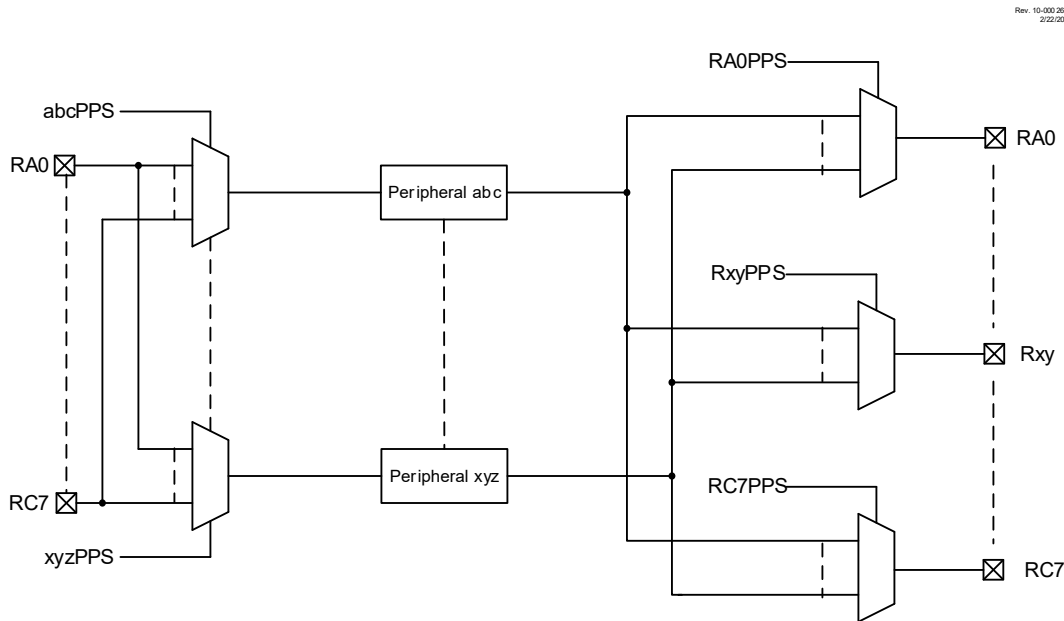 Rev. 10-000 26
2/22/20
RA0PPS
abcPPS
RA0
RA0
Peripheral abc
RxyPPS
Rxy
Peripheral xyz
RC7PPS
RC7
xyzPPS
RC7